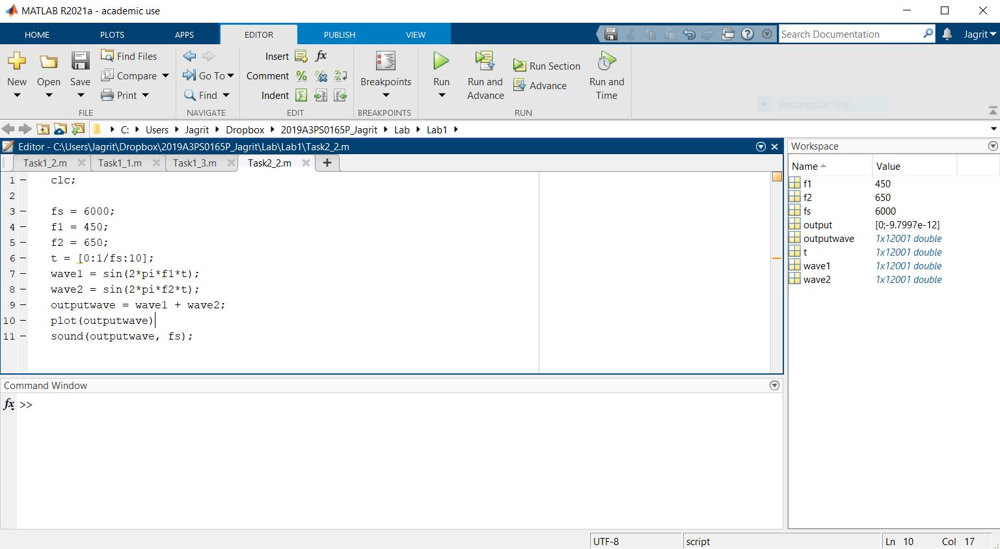 MATLAB R2021a - academic use
HOME PLOTS APPS EDITOR PUBLISH VIEW Search Documentation Jagrit
New Open Save Find Files Compare Print FILE
Go To Find NAVIGATE
Insert fx
Comment % % %
Indent EDIT
Breakpoints BREAKPOINTS
Run Run and Advance Run Section Advance Run and Time RUN
Rectangular Snip
C: Users Jagrit Dropbox 2019A3PS0165P_Jagrit Lab Lab1
Editor - C:\Users\Jagrit\Dropbox\2019A3PS0165P_Jagrit\Lab\Lab1\Task2_2.m
Task1_2.m Task1_1.m Task1_3.m Task2_2.m +
1 – clc;
2
3 – fs = 6000;
4 – f1 = 450;
5 – f2 = 650;
6 – t = [0:1/fs:10];
7 – wave1 = sin(2*pi*f1*t);
8 – wave2 = sin(2*pi*f2*t);
9 – outputwave = wave1 + wave2;
10 – plot(outputwave)
11 – sound(outputwave, fs);
Command Window
fx >>
Workspace
Name Value
f1 450
f2 650
fs 6000
output [0;-9.7997e-12]
outputwave 1x12001 double
t 1x12001 double
wave1 1x12001 double
wave2 1x12001 double
UTF-8 script Ln 10 Col 17